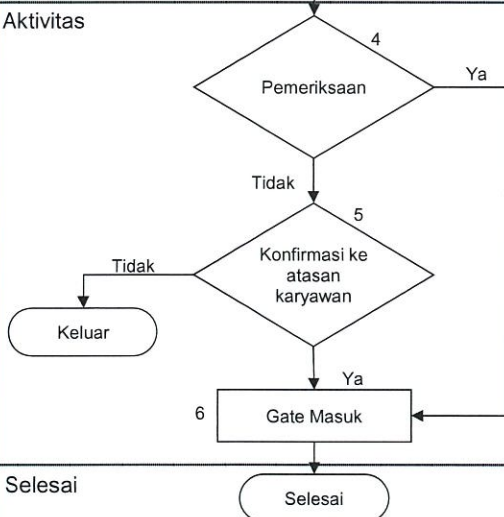 Aktivitas
4
Pemeriksaan
Ya
Tidak
5
Konfirmasi ke
atasan
karyawan
Tidak
Keluar
Ya
6
Gate Masuk
Selesai
Selesai